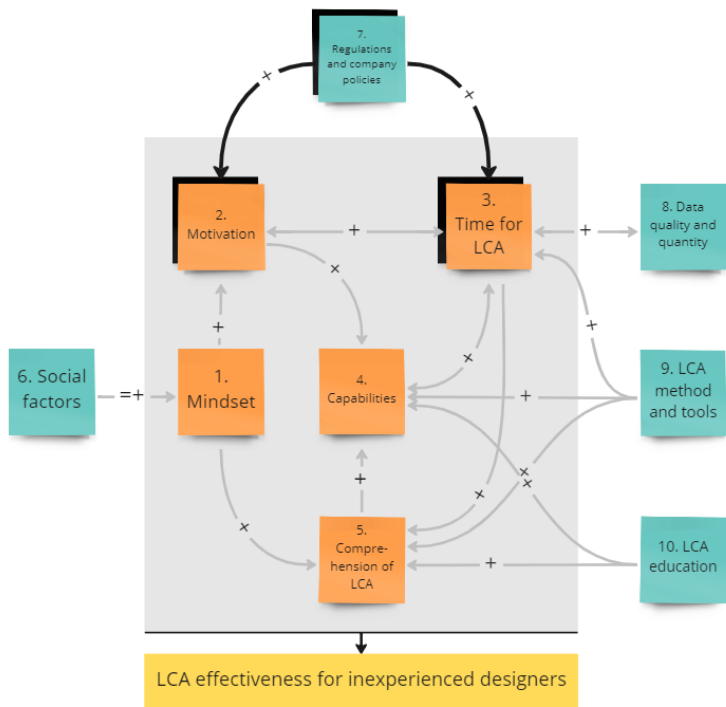 7.
Regulations
and company
policies
+
+
2.
Motivation
+
3.
Time for
LCA
+
8. Data
quality and
quantity
+
+
+
+
6. Social
factors
=+
1.
Mindset
4.
Capabilities
+
9. LCA
method
and tools
+
+
+
+
5.
Compre-
hension of
LCA
+
10. LCA
education
LCA effectiveness for inexperienced designers